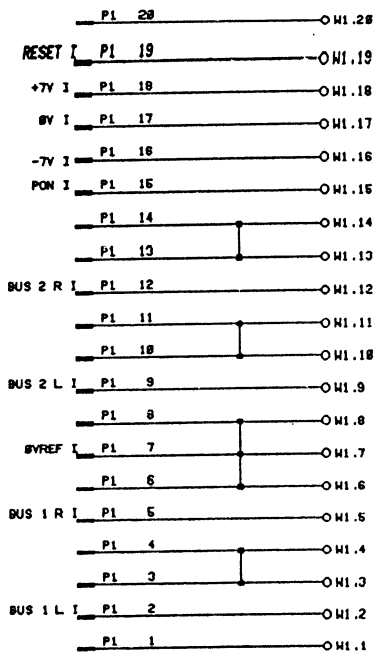 P1 20 W1.20
RESET I P1 19 W1.19
+7V I P1 18 W1.18
0V I P1 17 W1.17
-7V I P1 16 W1.16
PON I P1 15 W1.15
P1 14 W1.14
P1 13 W1.13
BUS 2 R I P1 12 W1.12
P1 11 W1.11
P1 10 W1.10
BUS 2 L I P1 9 W1.9
P1 8 W1.8
0VREF I P1 7 W1.7
P1 6 W1.6
BUS 1 R I P1 5 W1.5
P1 4 W1.4
P1 3 W1.3
BUS 1 L I P1 2 W1.2
P1 1 W1.1